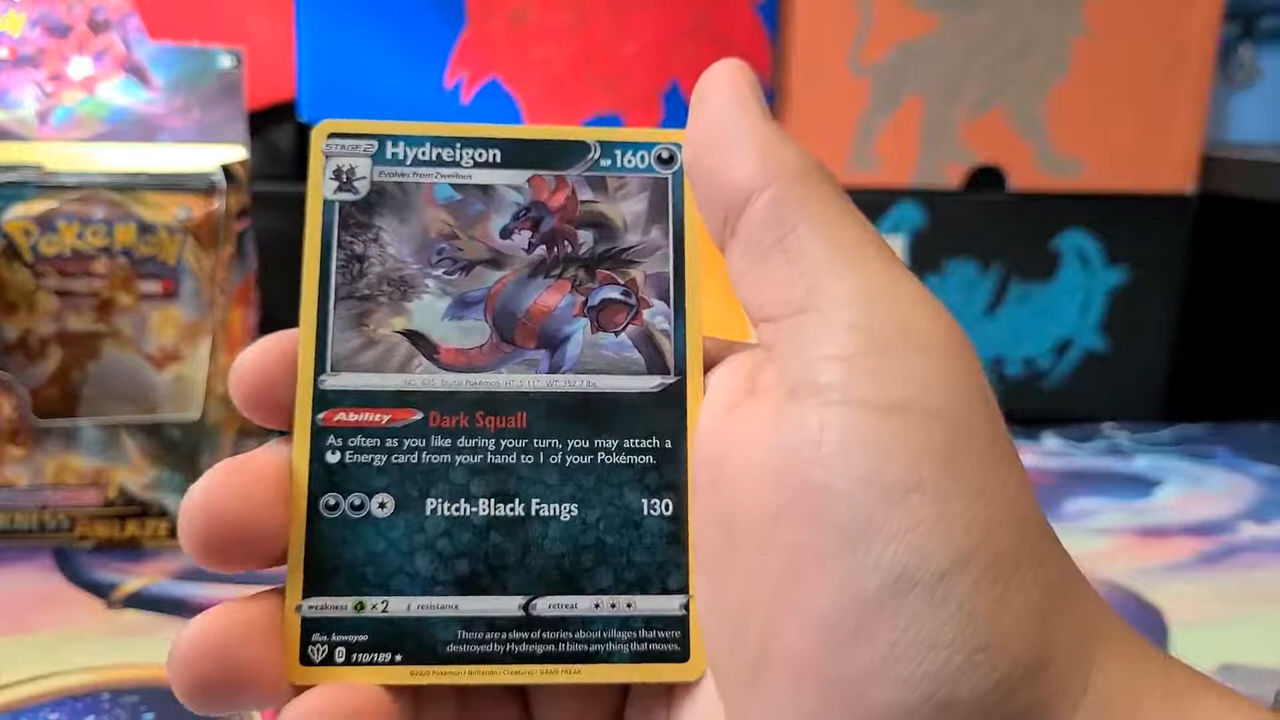 STAGE 2
Hydreigon
HP 160
Evolves from Zweilous
NO. 635 Brutal Pokémon HT: 5'11" WT: 352.7 lbs.
Ability Dark Squall
As often as you like during your turn, you may attach a
Energy card from your hand to 1 of your Pokémon.
Pitch-Black Fangs 130
weakness ×2 resistance retreat
Illus. kawayoo
There are a slew of stories about villages that were
destroyed by Hydreigon. It bites anything that moves.
D 110/189 ★
©2020 Pokémon / Nintendo / Creatures / GAME FREAK
POKéMON
ABLAZE